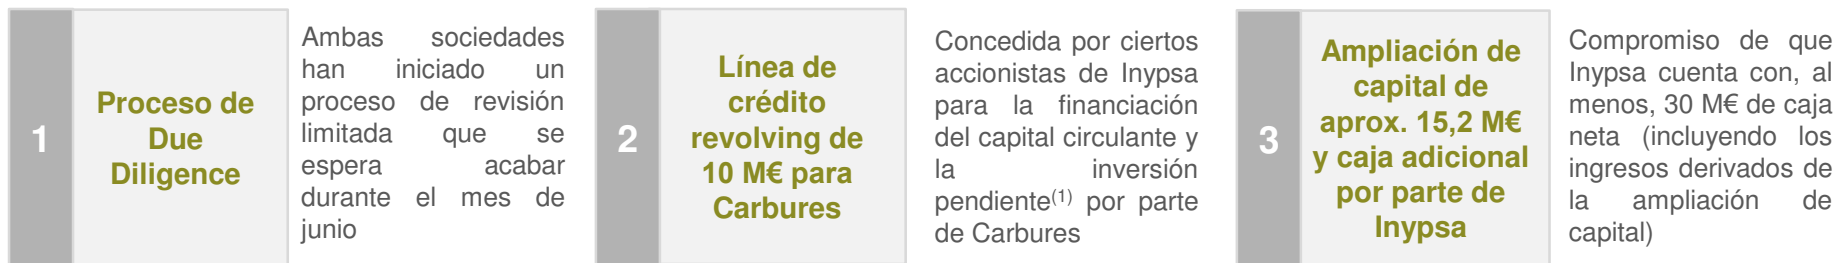 1
Proceso de
Due
Diligence
Ambas sociedades
han iniciado un
proceso de revisión
limitada que se
espera acabar
durante el mes de
junio
2
Línea de
crédito
revolving de
10 M€ para
Carbures
Concedida por ciertos
accionistas de Inypsa
para la financiación
del capital circulante y
la inversión
pendiente(1) por parte
de Carbures
3
Ampliación de
capital de
aprox. 15,2 M€
y caja adicional
por parte de
Inypsa
Compromiso de que
Inypsa cuenta con, al
menos, 30 M€ de caja
neta (incluyendo los
ingresos derivados de
la ampliación de
capital)